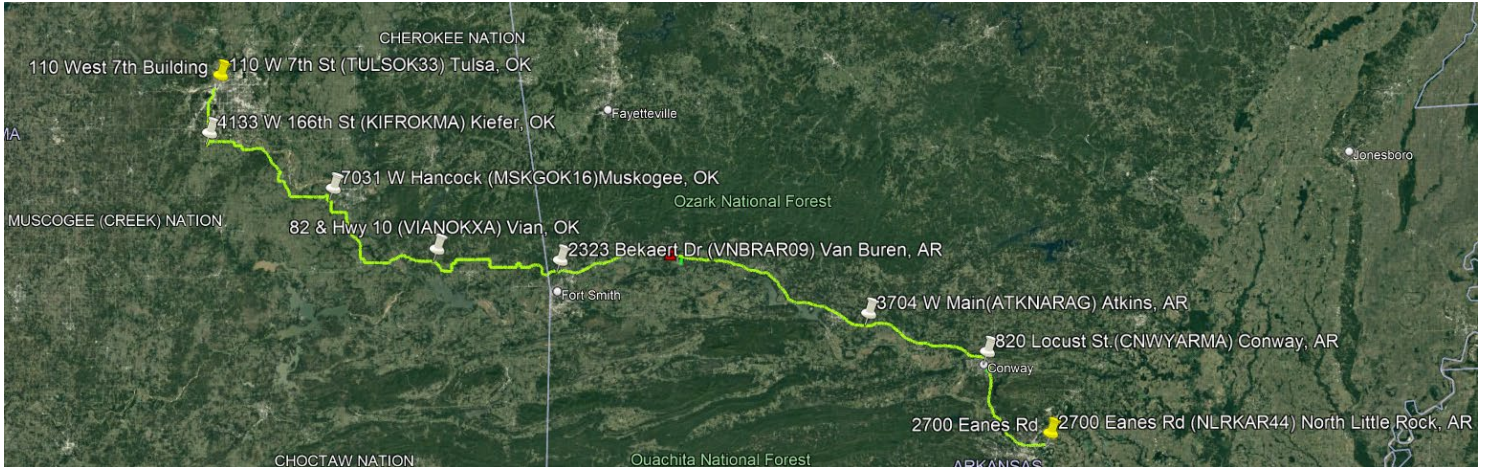 CHEROKEE NATION
110 West 7th Building
110 W 7th St (TULSOK33) Tulsa, OK
Fayetteville
4133 W 166th St (KIFROKMA) Kiefer, OK
MA
Jonesboro
7031 W Hancock (MSKGOK16)Muskogee, OK
Ozark National Forest
MUSCOGEE (CREEK) NATION
82 & Hwy 10 (VIANOKXA) Vian, OK
2323 Bekaert Dr (VNBRAR09) Van Buren, AR
Fort Smith
3704 W Main(ATKNARAG) Atkins, AR
820 Locust St.(CNWYARMA) Conway, AR
Conway
2700 Eanes Rd
2700 Eanes Rd (NLRKAR44) North Little Rock, AR
CHOCTAW NATION
Ouachita National Forest
ARKANSAS